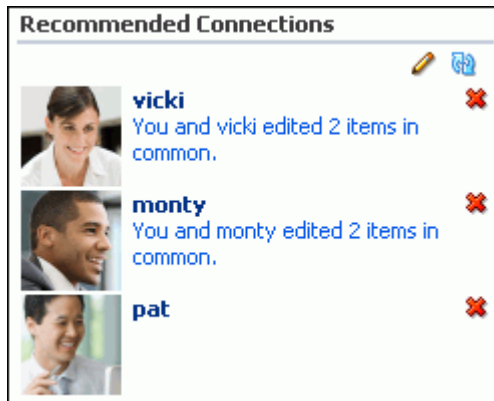 Recommended Connections
vicki
You and vicki edited 2 items in
common.
monty
You and monty edited 2 items in
common.
pat